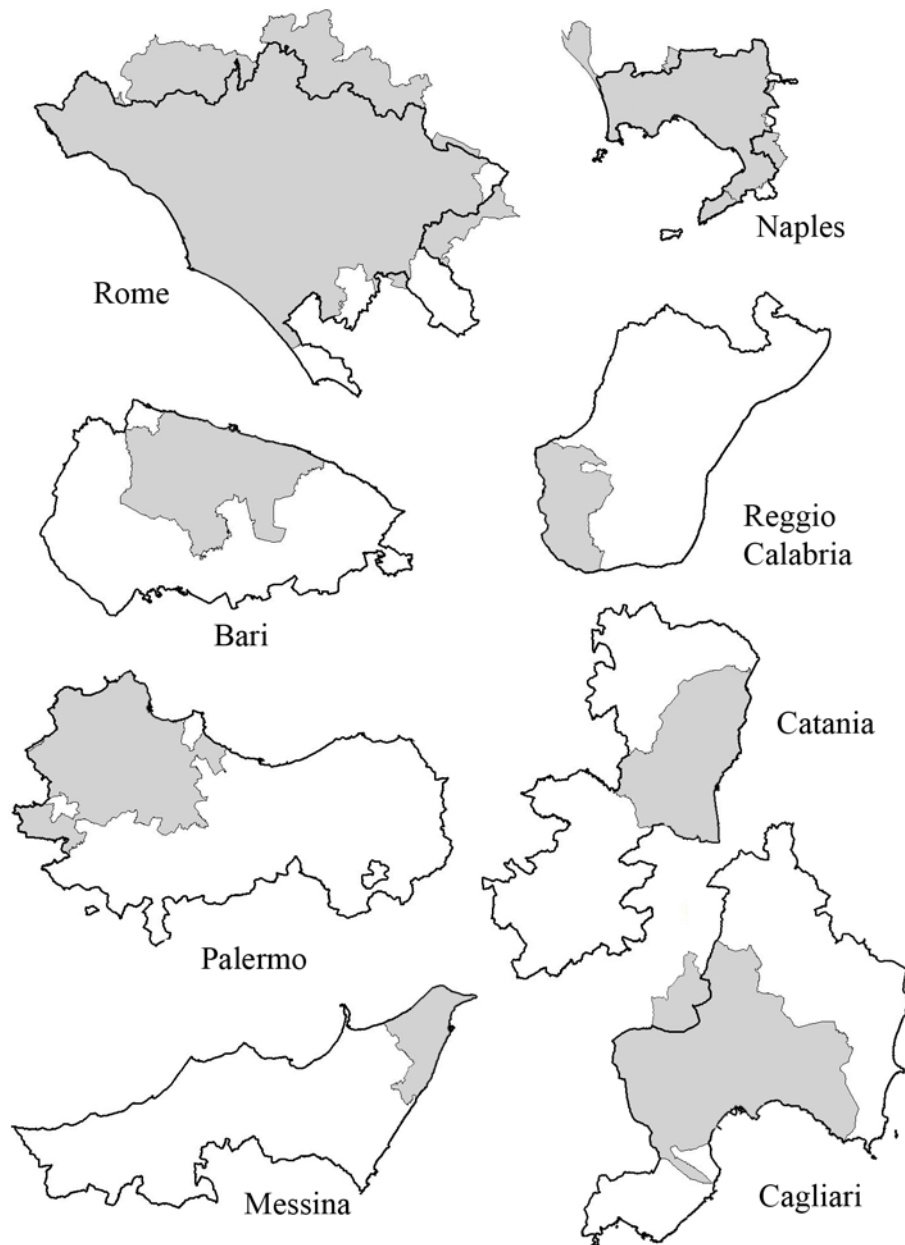 Naples
Rome
Reggio
Calabria
Bari
Catania
Palermo
Messina
Cagliari